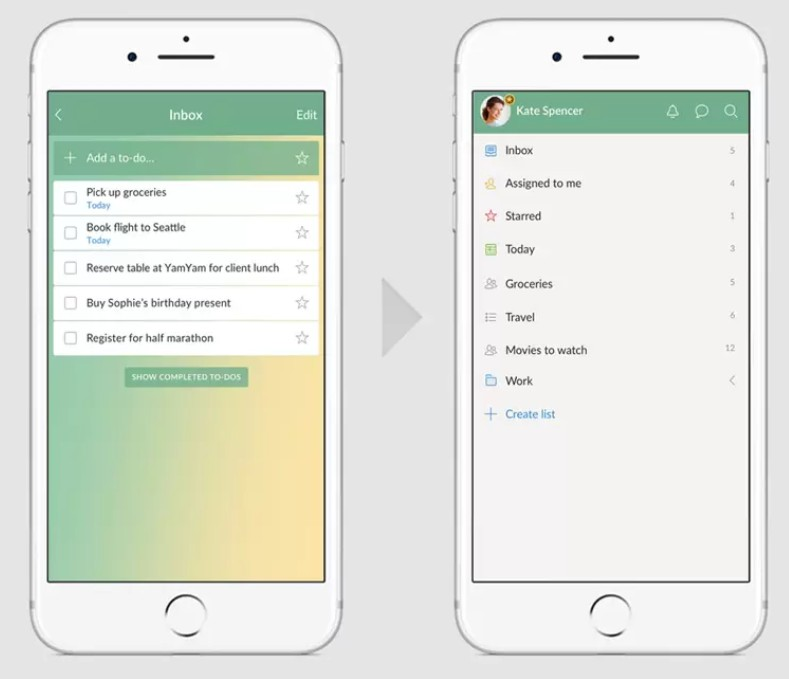 Inbox
Edit
Add a to-do...
Pick up groceries
Today
Book flight to Seattle
Today
Reserve table at YamYam for client lunch
Buy Sophie's birthday present
Register for half marathon
SHOW COMPLETED TO-DOS
Kate Spencer
Inbox 5
Assigned to me 4
Starred 1
Today 3
Groceries 5
Travel 6
Movies to watch 12
Work
Create list